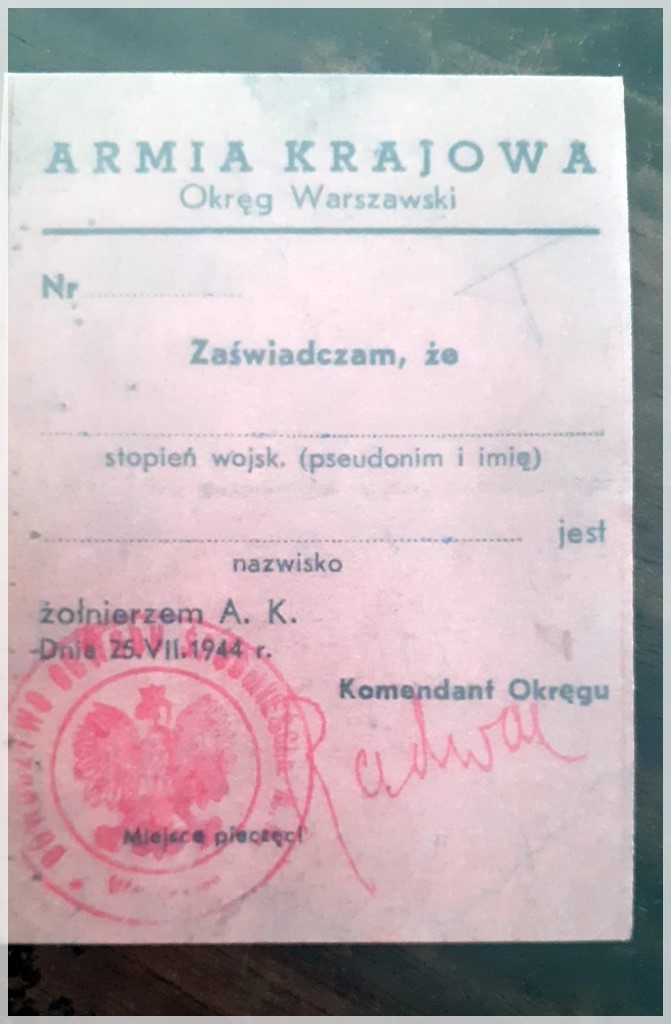 ARMIA KRAJOWA
Okręg Warszawski
Nr
Zaświadczam, że
stopień wojsk. (pseudonim i imię)
jest
nazwisko
żołnierzem A. K.
Dnia 25.VII.1944 r.
Komendant Okręgu
Radwan
Miejsce pieczęci